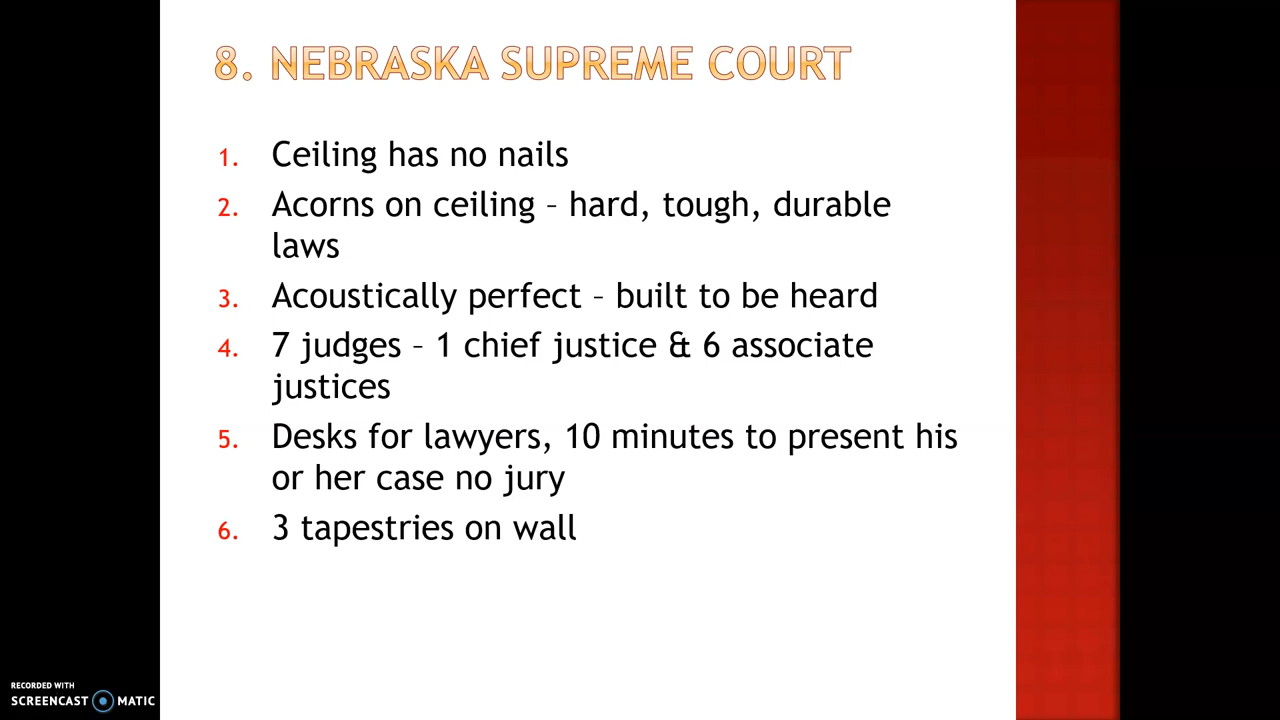 8. NEBRASKA SUPREME COURT
1. Ceiling has no nails
2. Acorns on ceiling – hard, tough, durable
laws
3. Acoustically perfect – built to be heard
4. 7 judges – 1 chief justice & 6 associate
justices
5. Desks for lawyers, 10 minutes to present his
or her case no jury
6. 3 tapestries on wall
RECORDED WITH
SCREENCAST MATIC